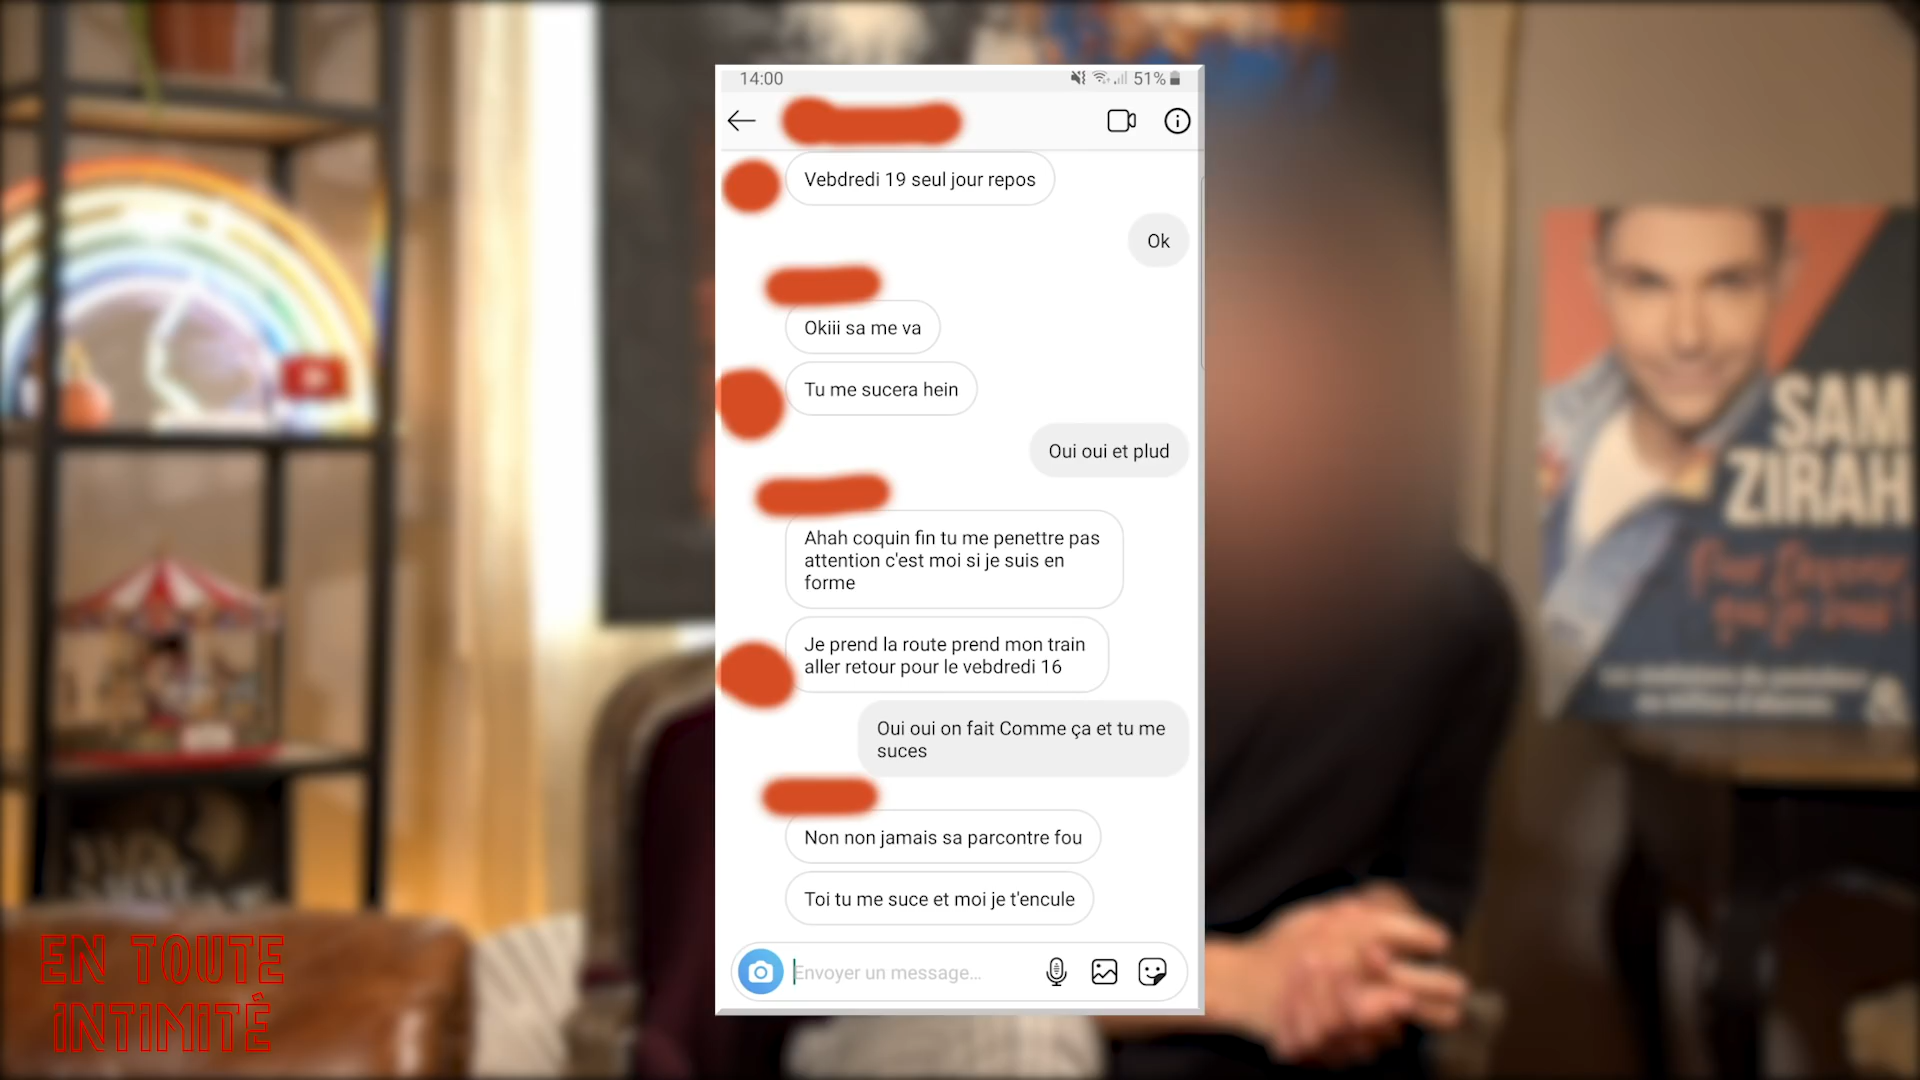 14:00
51%
Vebdredi 19 seul jour repos
Ok
Okiii sa me va
Tu me sucera hein
Oui oui et plud
Ahah coquin fin tu me penettre pas
attention c'est moi si je suis en
forme
Je prend la route prend mon train
aller retour pour le vebdredi 16
Oui oui on fait Comme ça et tu me
suces
Non non jamais sa parcontre fou
Toi tu me suce et moi je t'encule
Envoyer un message...
SAM
ZIRAH
EN TOUTE
INTIMITÉ